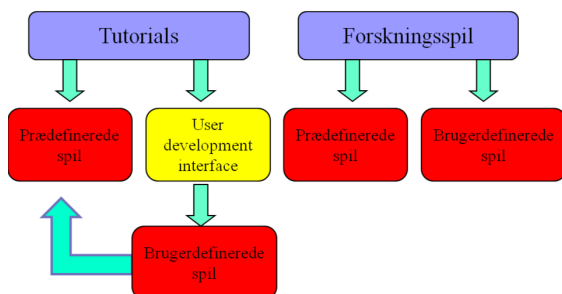 Tutorials
Forskningsspil
Prædefinerede
spil
User
development
interface
Prædefinerede
spil
Brugerdefinerede
spil
Brugerdefinerede
spil